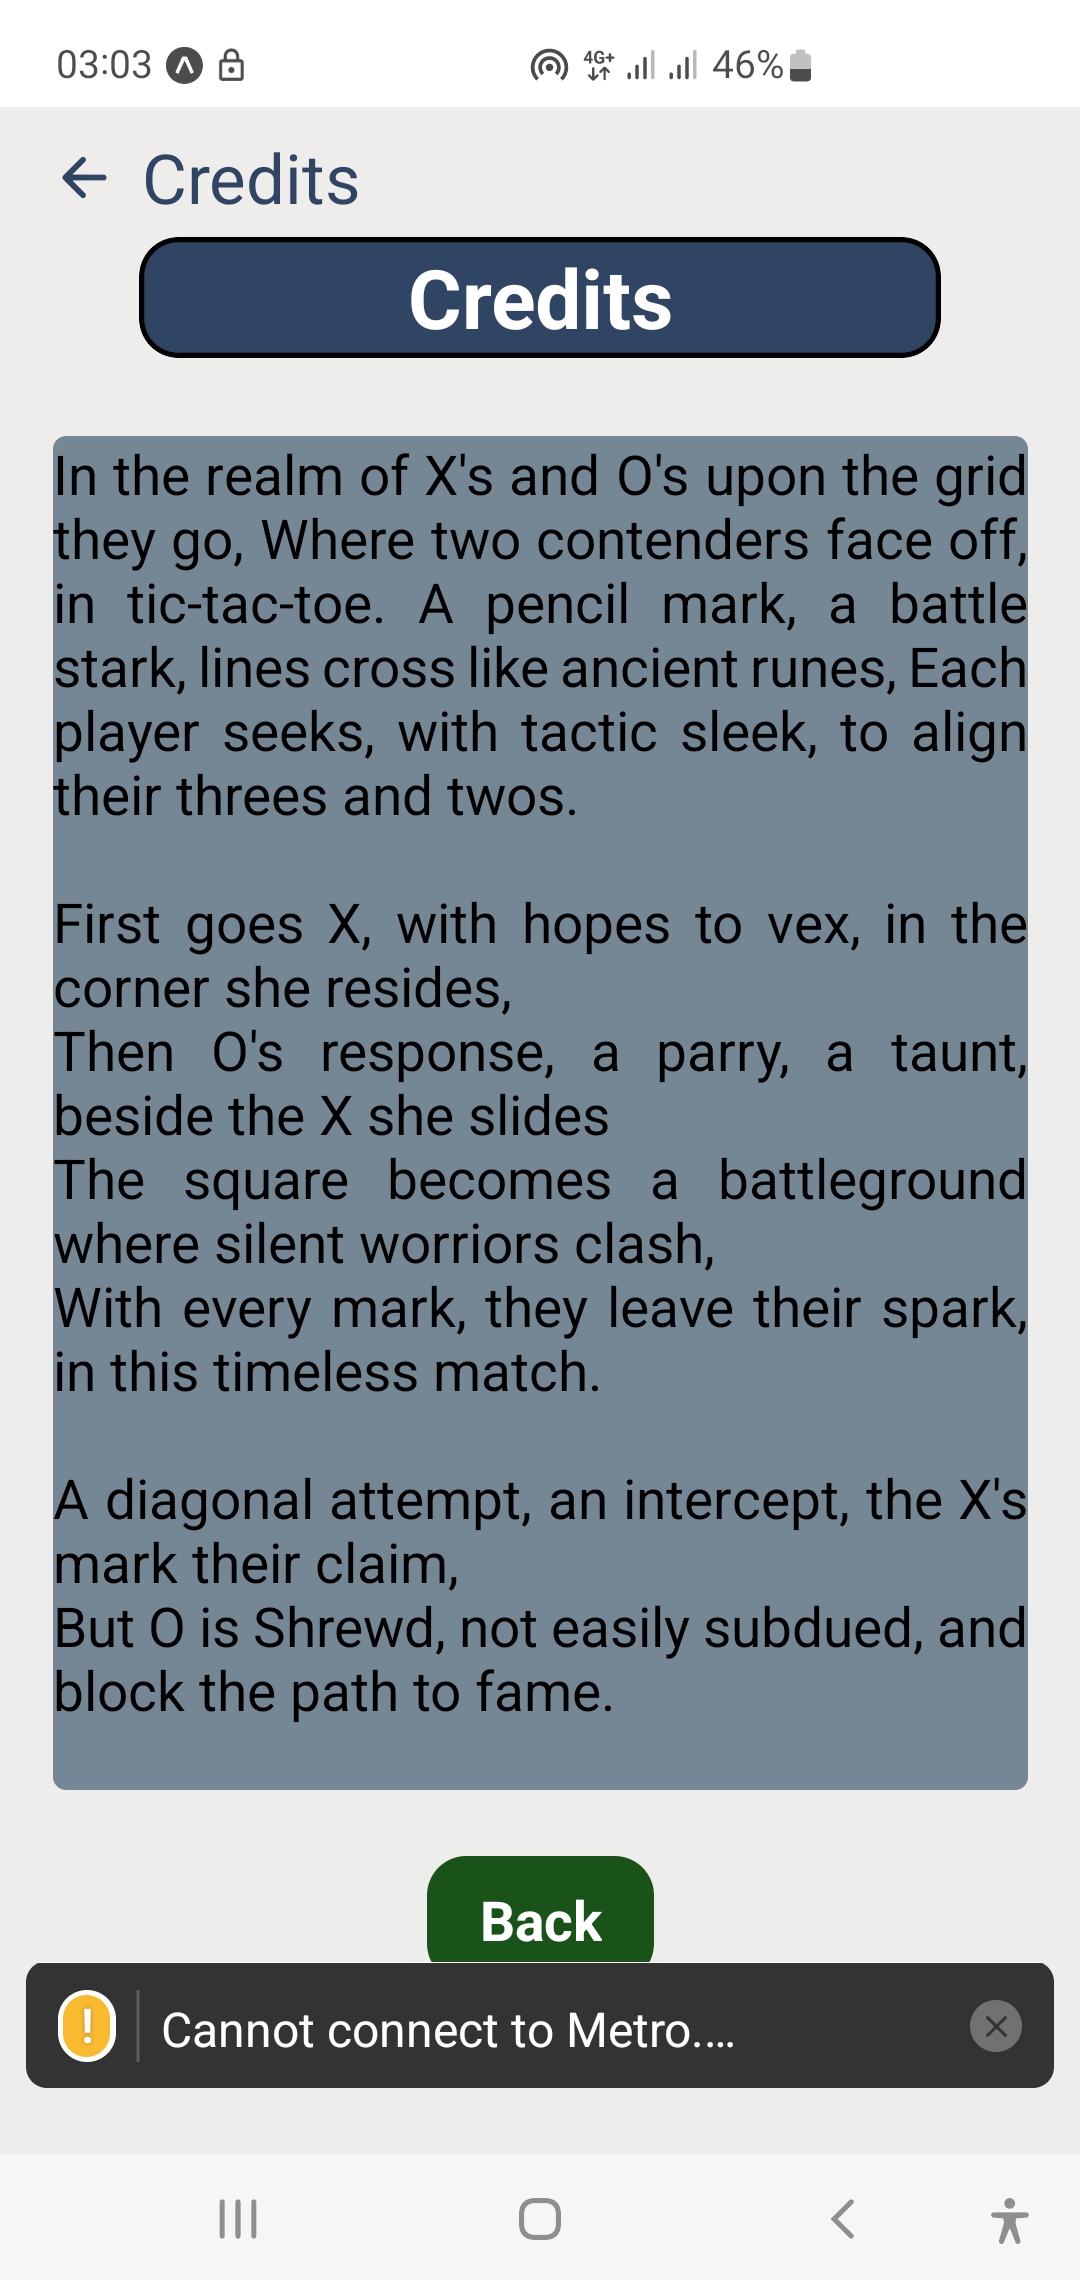 03:03
4G+
46%
Credits
Credits
In the realm of X's and O's upon the grid
they go, Where two contenders face off,
in tic-tac-toe. A pencil mark, a battle
stark, lines cross like ancient runes, Each
player seeks, with tactic sleek, to align
their threes and twos.
First goes X, with hopes to vex, in the
corner she resides,
Then O's response, a parry, a taunt,
beside the X she slides
The square becomes a battleground
where silent worriors clash,
With every mark, they leave their spark,
in this timeless match.
A diagonal attempt, an intercept, the X's
mark their claim,
But O is Shrewd, not easily subdued, and
block the path to fame.
Back
! Cannot connect to Metro....